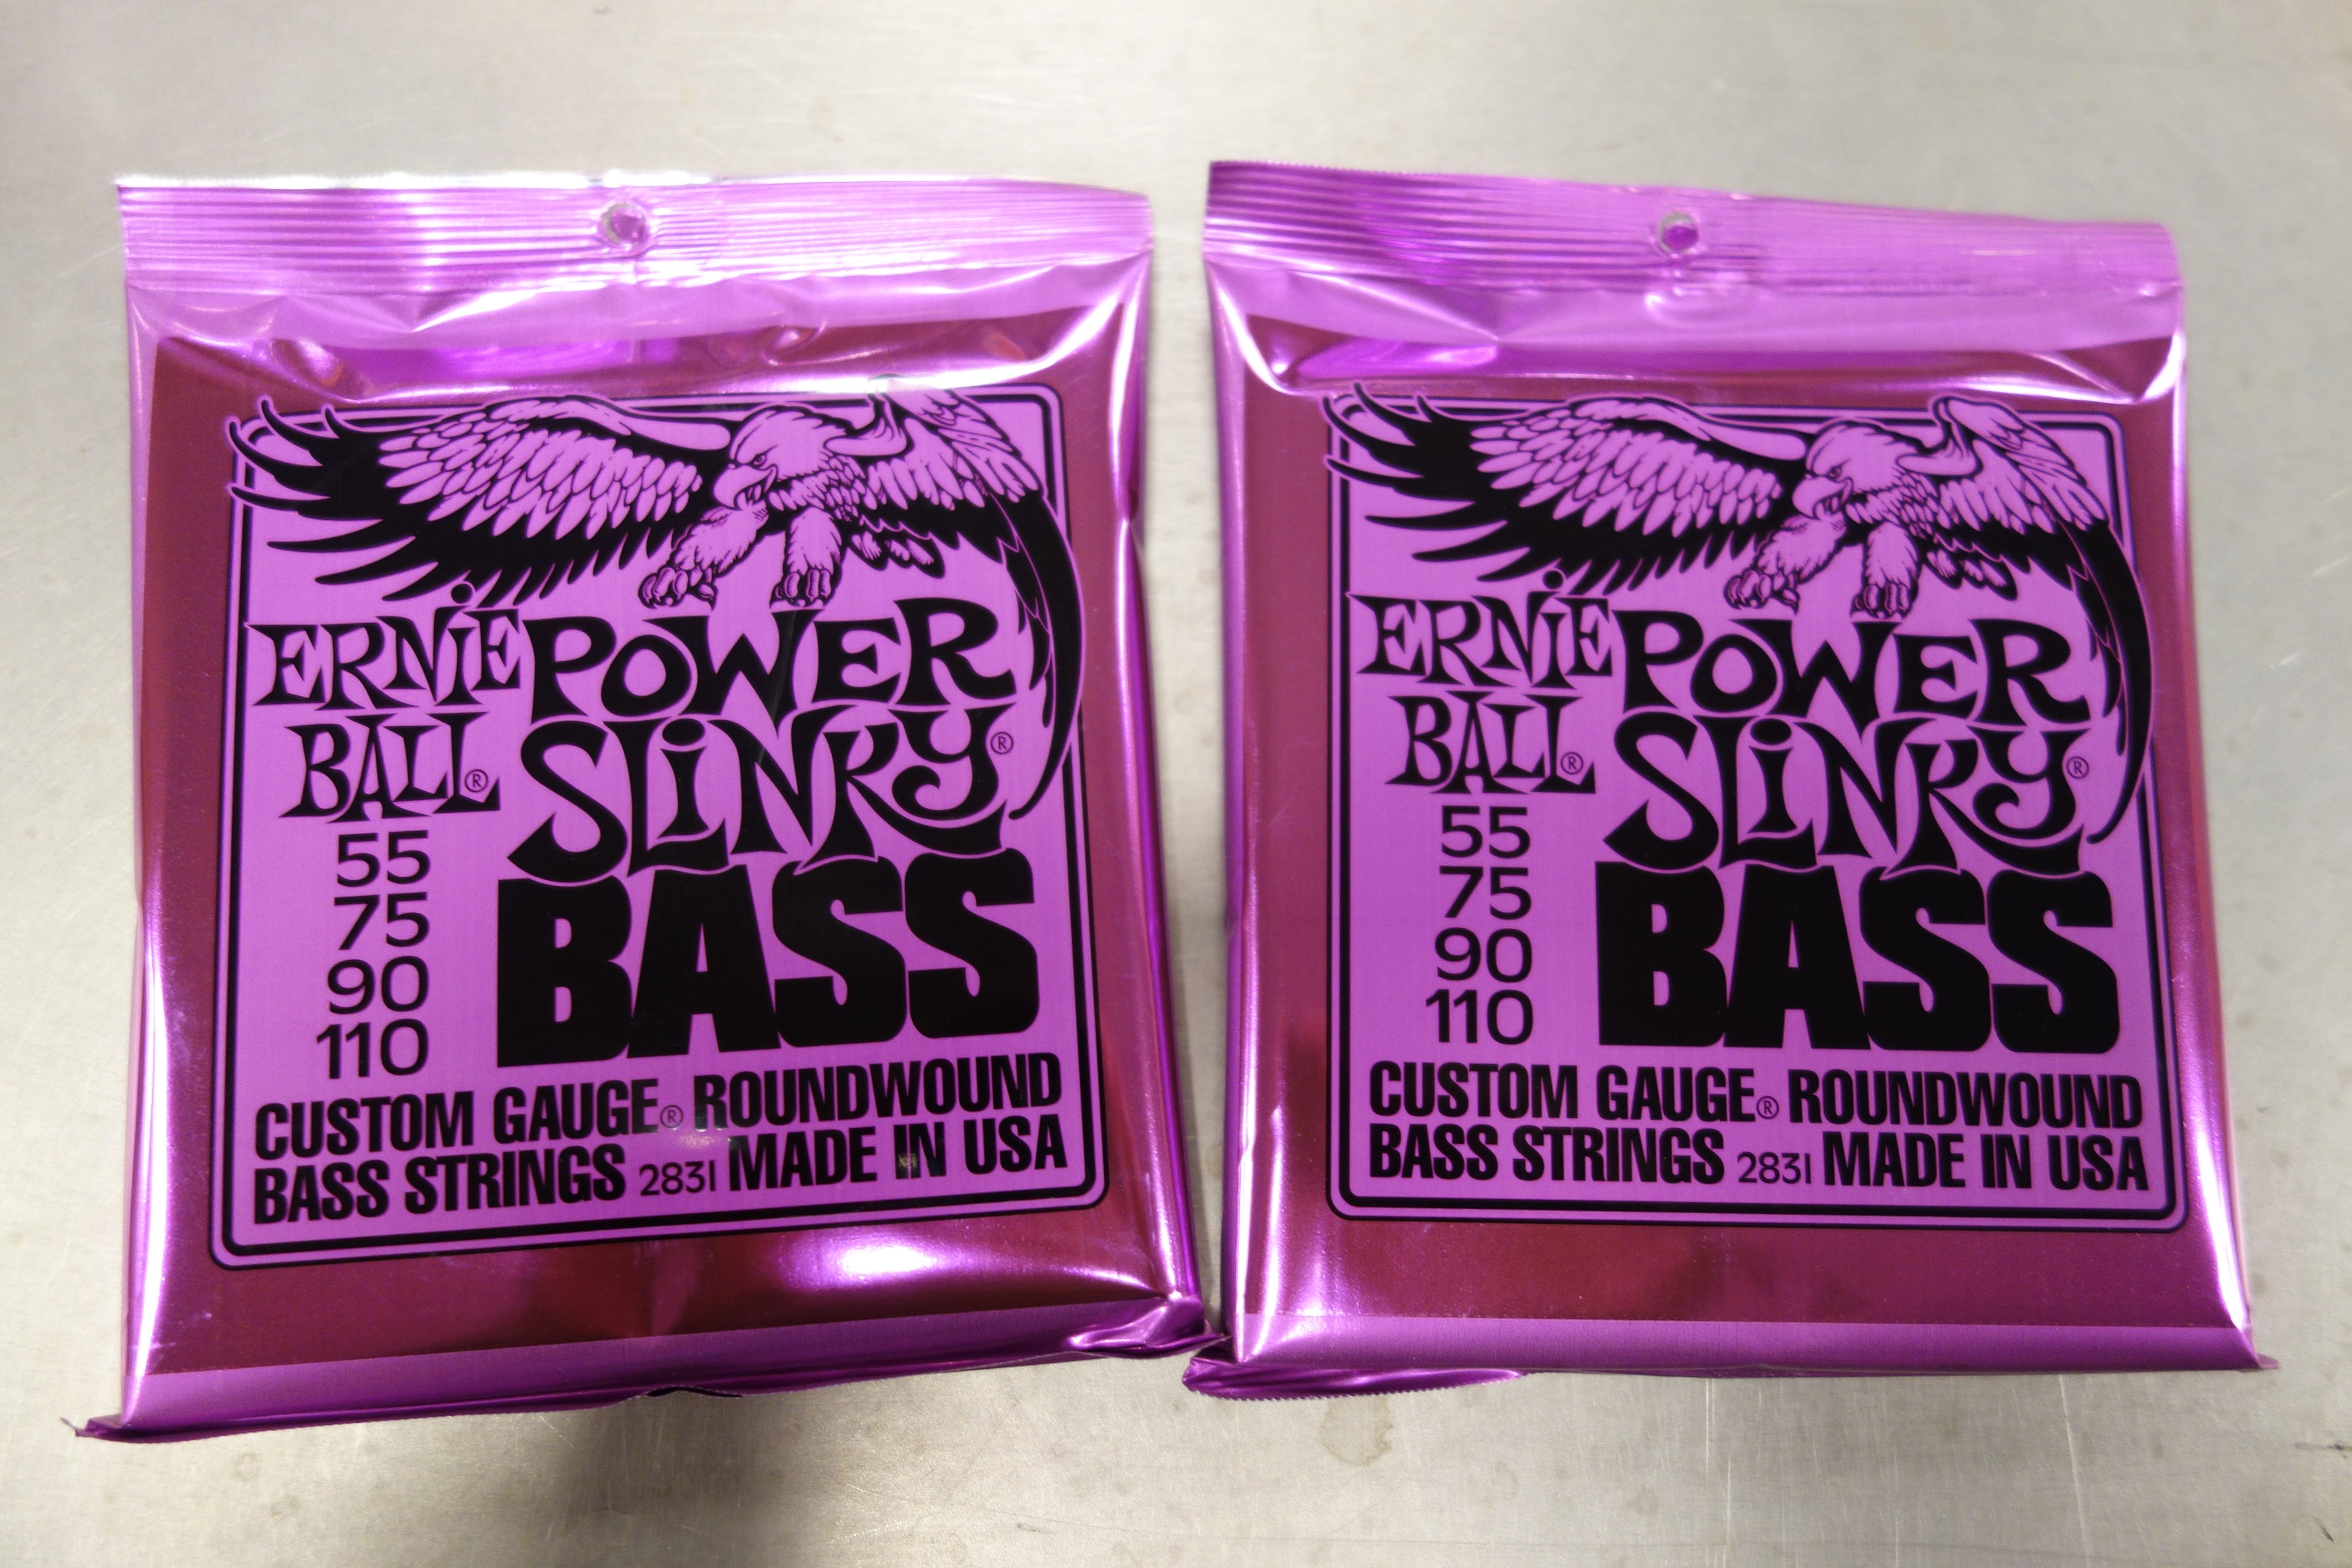 ERNIE BALL®
POWER SLINKY®
BASS
55
75
90
110
CUSTOM GAUGE® ROUNDWOUND
BASS STRINGS 2831 MADE IN USA
ERNIE BALL®
POWER SLINKY®
BASS
55
75
90
110
CUSTOM GAUGE® ROUNDWOUND
BASS STRINGS 2831 MADE IN USA